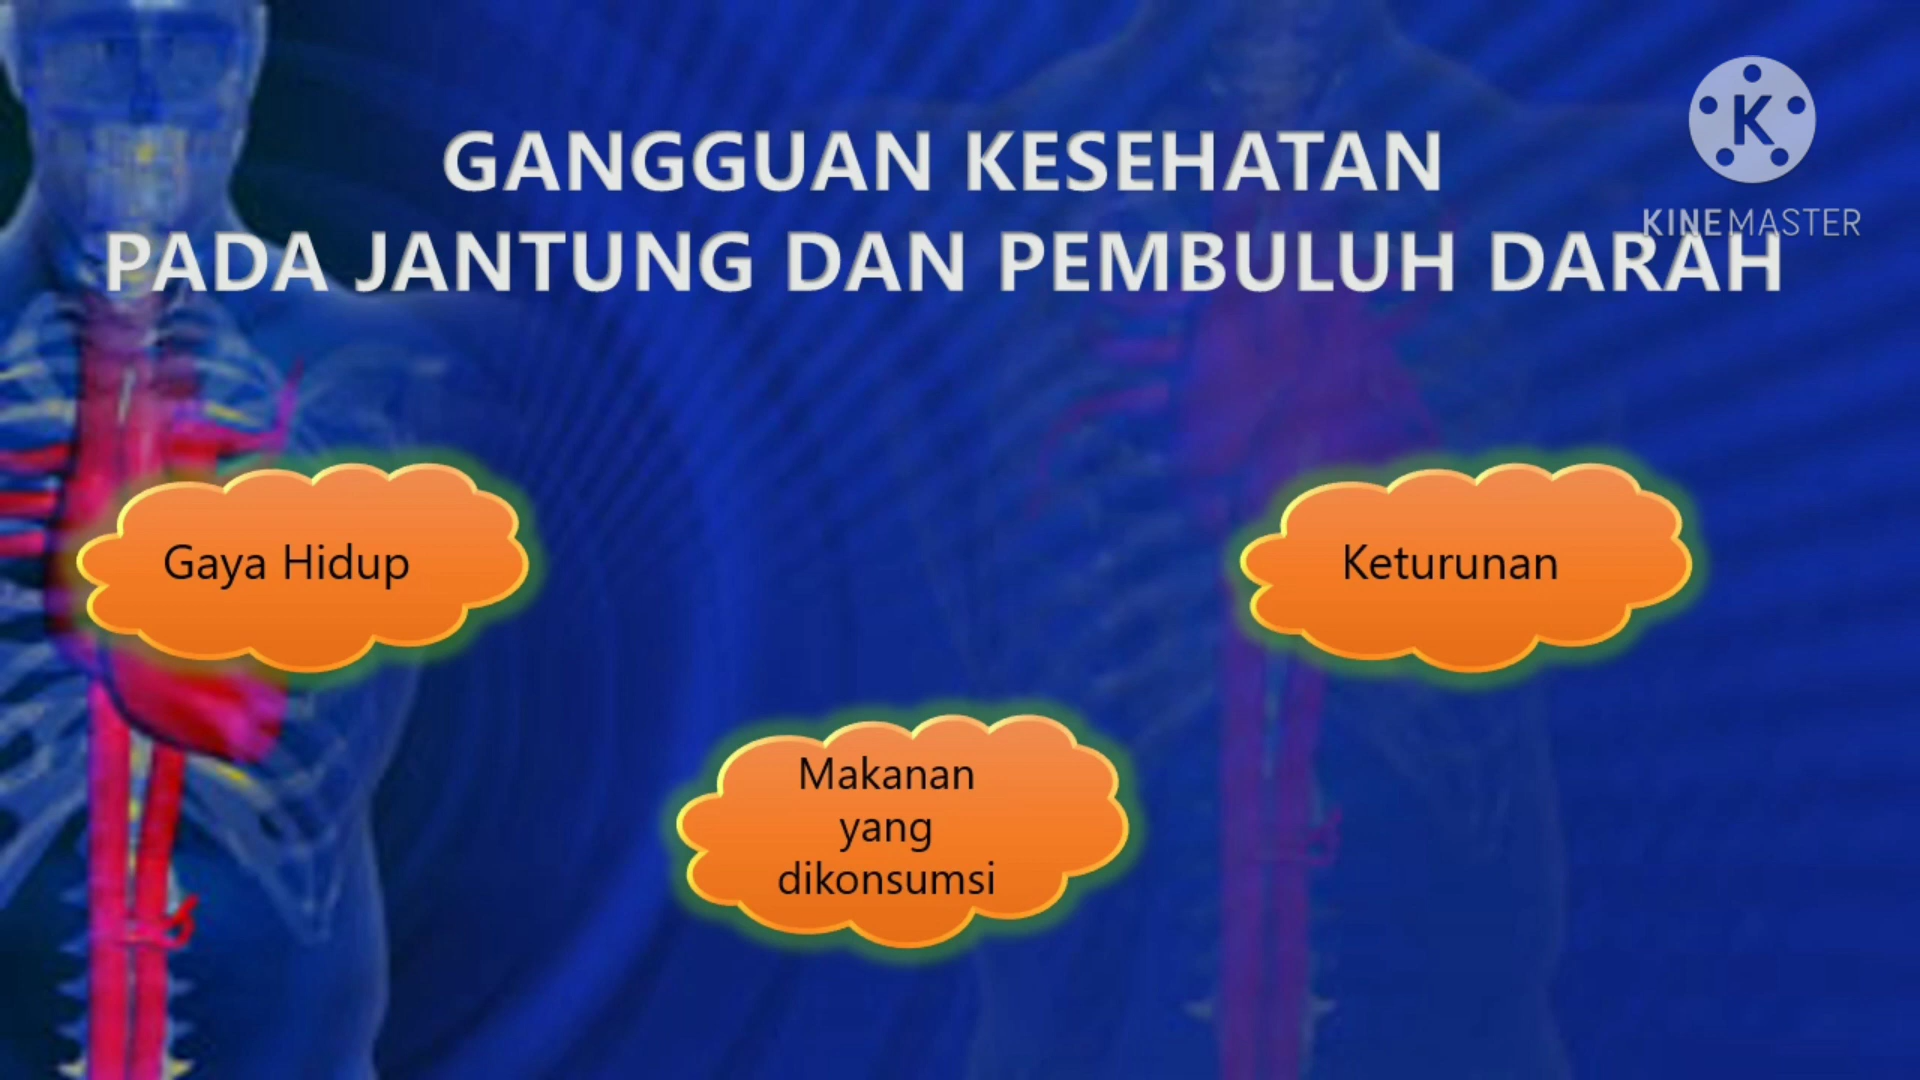 GANGGUAN KESEHATAN
PADA JANTUNG DAN PEMBULUH DARAH
K
KINEMASTER
Gaya Hidup
Keturunan
Makanan
yang
dikonsumsi